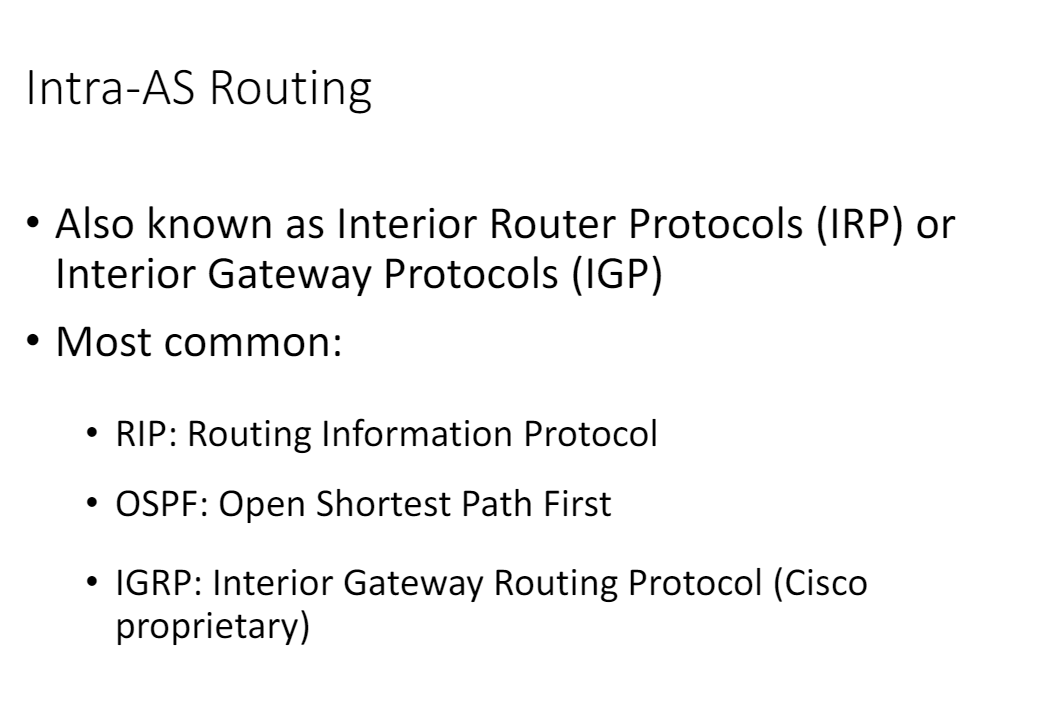 Intra-AS Routing
• Also known as Interior Router Protocols (IRP) or
Interior Gateway Protocols (IGP)
• Most common:
• RIP: Routing Information Protocol
• OSPF: Open Shortest Path First
• IGRP: Interior Gateway Routing Protocol (Cisco
proprietary)